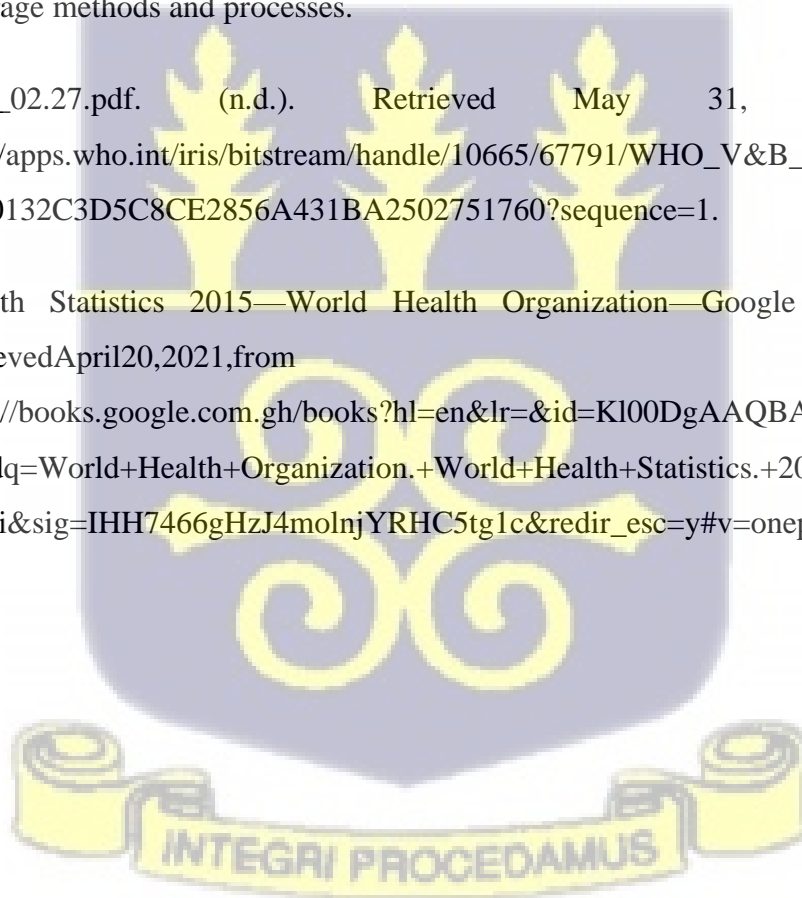 age methods and processes.
_02.27.pdf. (n.d.). Retrieved May 31,
/apps.who.int/iris/bitstream/handle/10665/67791/WHO_V&B_
0132C3D5C8CE2856A431BA2502751760?sequence=1.
th Statistics 2015—World Health Organization—Google
evedApril20,2021,from
://books.google.com.gh/books?hl=en&lr=&id=Kl00DgAAQBA
dq=World+Health+Organization.+World+Health+Statistics.+20
i&sig=IHH7466gHzJ4molnjYRHC5tg1c&redir_esc=y#v=onep
INTEGRI PROCEDAMUS